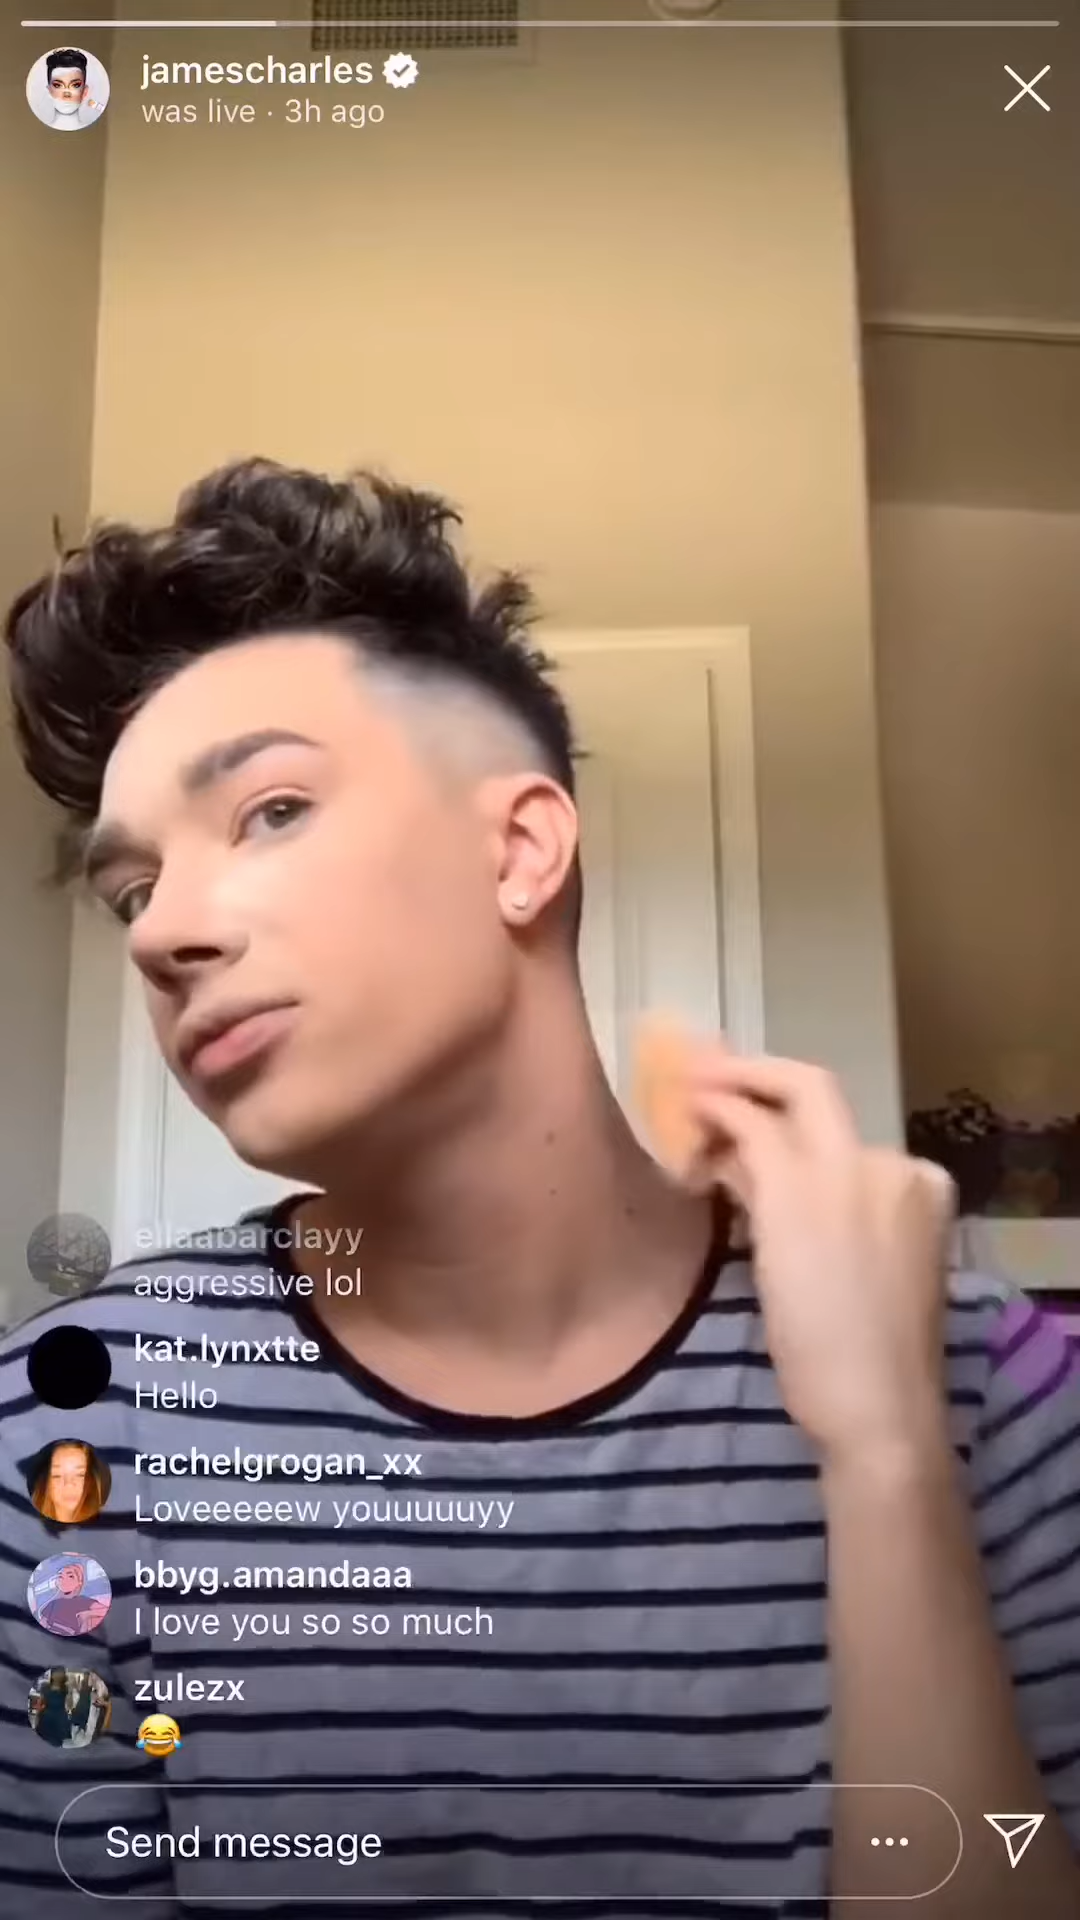 jamescharles
was live · 3h ago
ellaabarclayy
aggressive lol
kat.lynxtte
Hello
rachelgrogan_xx
Loveeeeew youuuuuyy
bbyg.amandaaa
I love you so so much
zulezx
😂
Send message